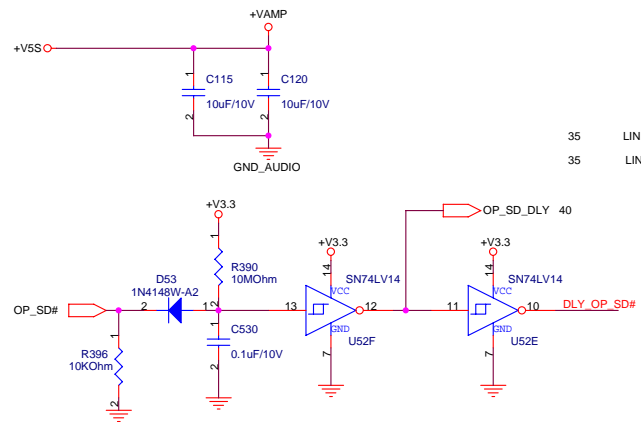 +VAMP
+V5S
1
1
C115
C120
10uF/10V
10uF/10V
2
2
GND_AUDIO
35 LIN
35 LIN
+V3.3
OP_SD_DLY 40
1
R390
10MOhm
2
+V3.3
+V3.3
14
SN74LV14
14
SN74LV14
VCC
VCC
D53
1N4148W-A2
OP_SD#
2
1
13
12
11
10
DLY_OP_SD#
1
1
C530
0.1uF/10V
2
GND
GND
U52F
U52E
7
7
R396
10KOhm
2